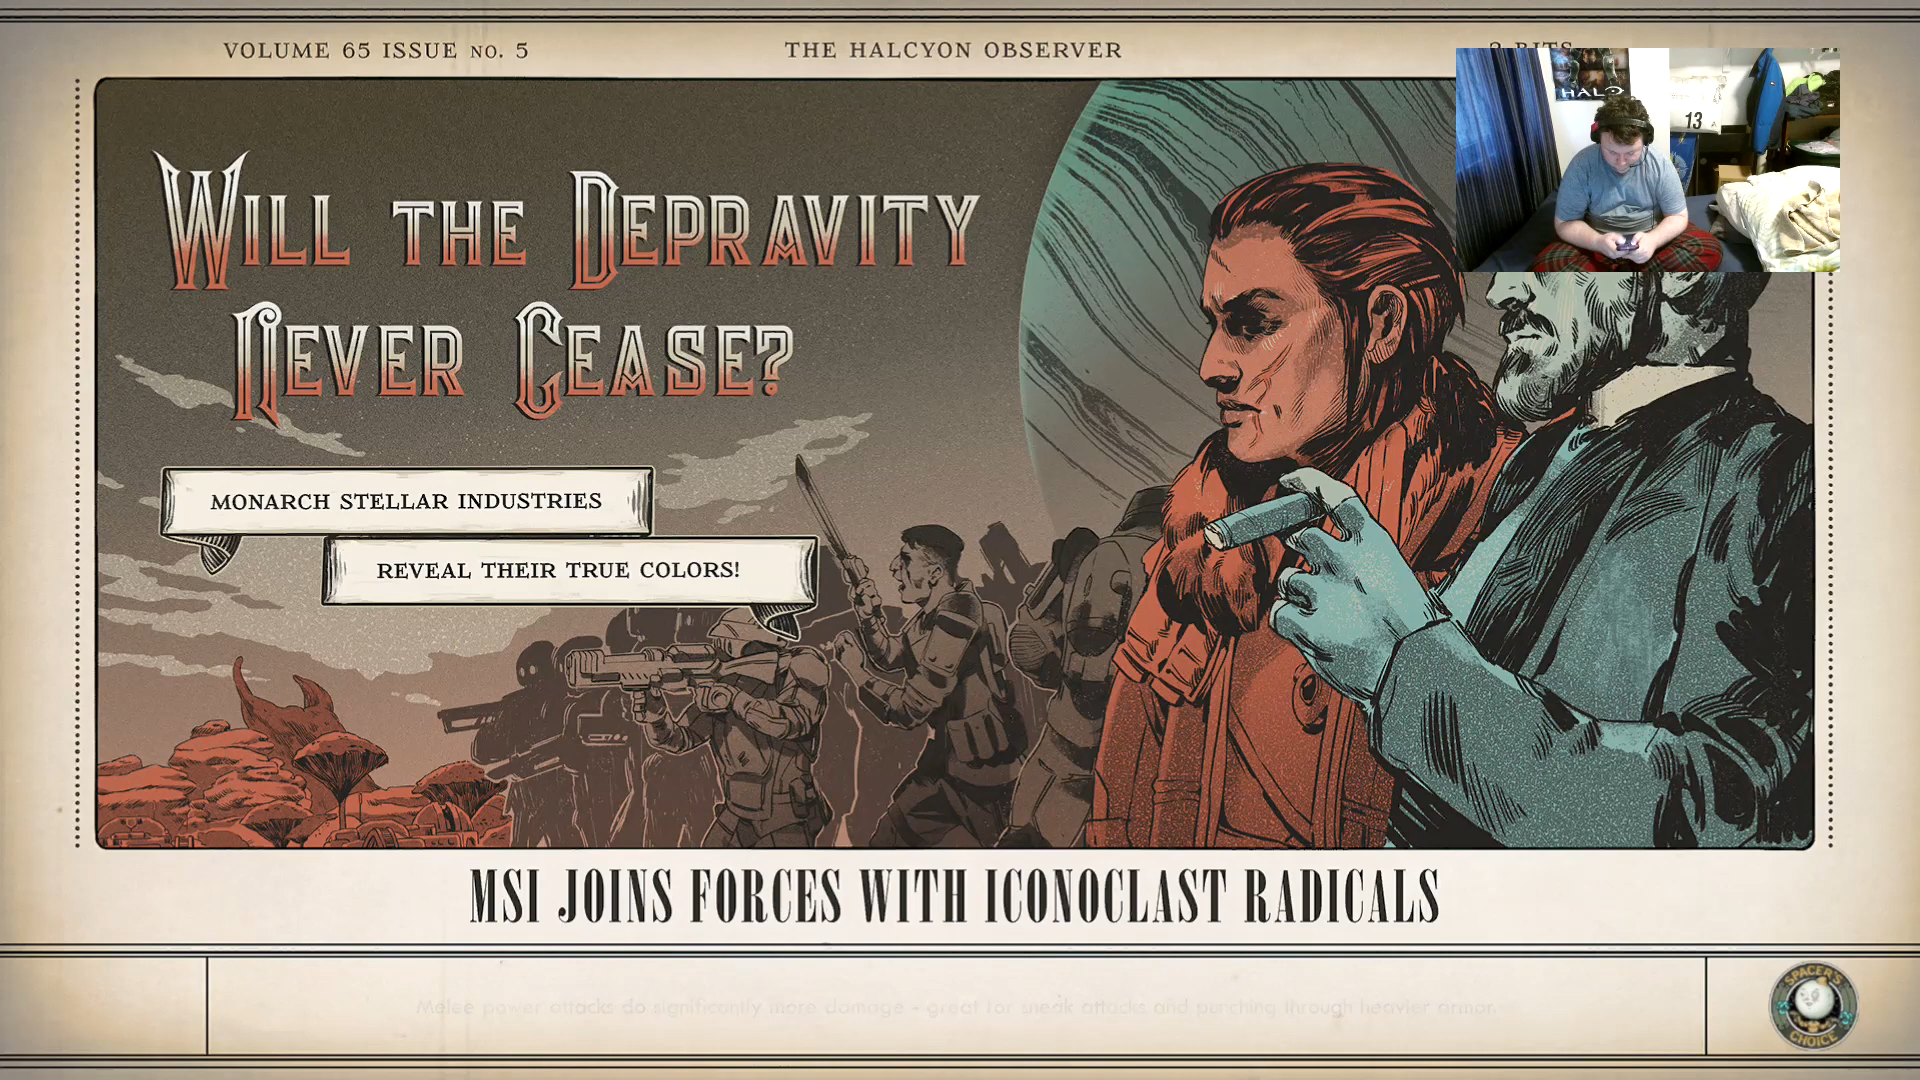 VOLUME 65 ISSUE NO. 5
THE HALCYON OBSERVER
WILL THE DEPRAVITY
NEVER CEASE?
MONARCH STELLAR INDUSTRIES
REVEAL THEIR TRUE COLORS!
MSI JOINS FORCES WITH ICONOCLAST RADICALS
Melee power attacks do significantly more damage - great for sneak attacks and punching through heavier armor.
SPACER'S
CHOICE
HALO
13